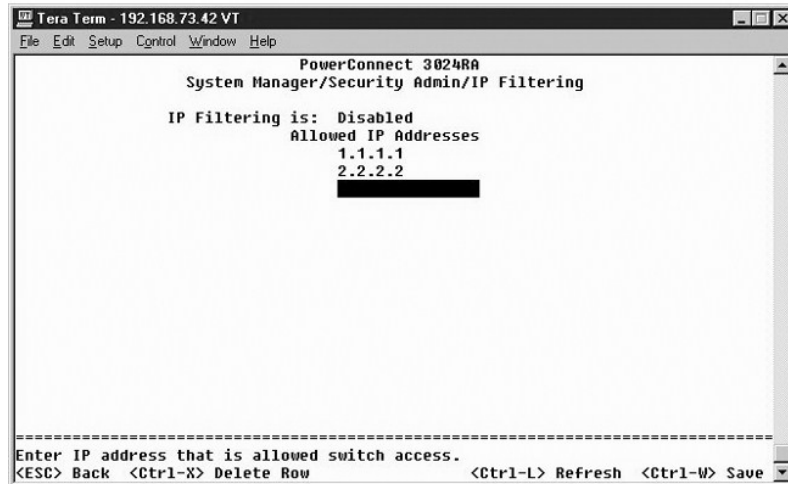 Tera Term - 192.168.73.42 VT
File Edit Setup Control Window Help
PowerConnect 3024RA
System Manager/Security Admin/IP Filtering
IP Filtering is: Disabled
Allowed IP Addresses
1.1.1.1
2.2.2.2
================================================================================
Enter IP address that is allowed switch access.
<ESC> Back <Ctrl-X> Delete Row <Ctrl-L> Refresh <Ctrl-W> Save